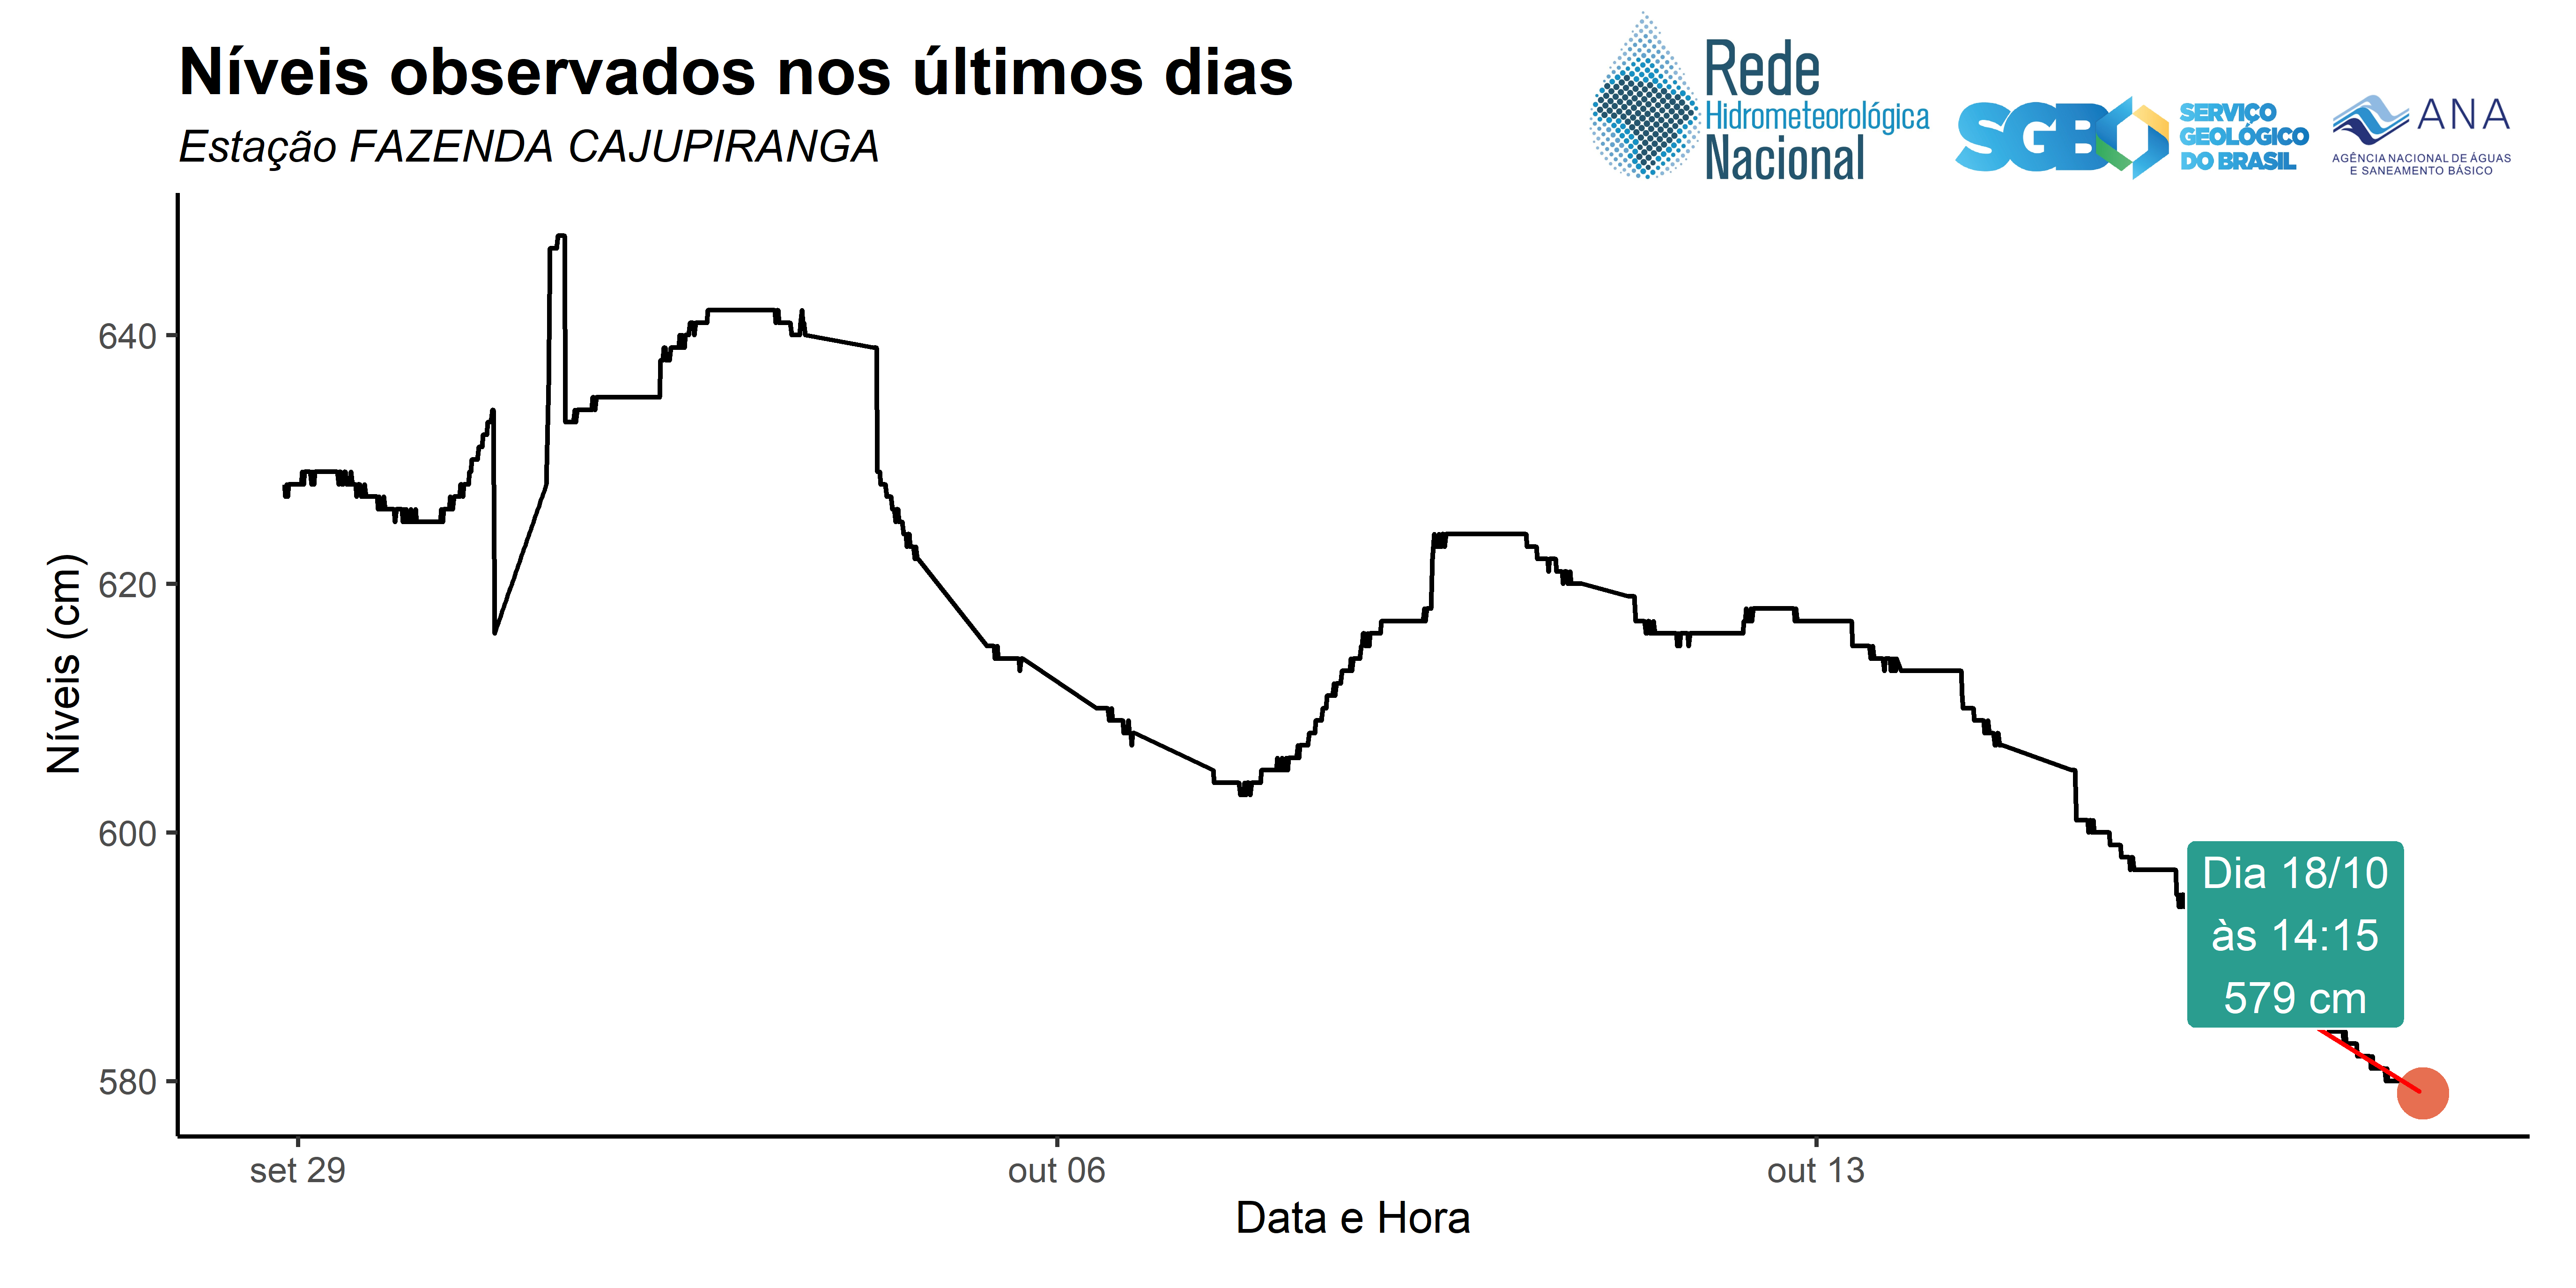 Níveis observados nos últimos dias
Estação FAZENDA CAJUPIRANGA
Rede
Hidrometeorológica
Nacional
SGB
SERVIÇO
GEOLÓGICO
DO BRASIL
ANA
AGÊNCIA NACIONAL DE ÁGUAS
E SANEAMENTO BÁSICO
Níveis (cm)
640
620
600
580
Dia 18/10
às 14:15
579 cm
set 29
out 06
out 13
Data e Hora